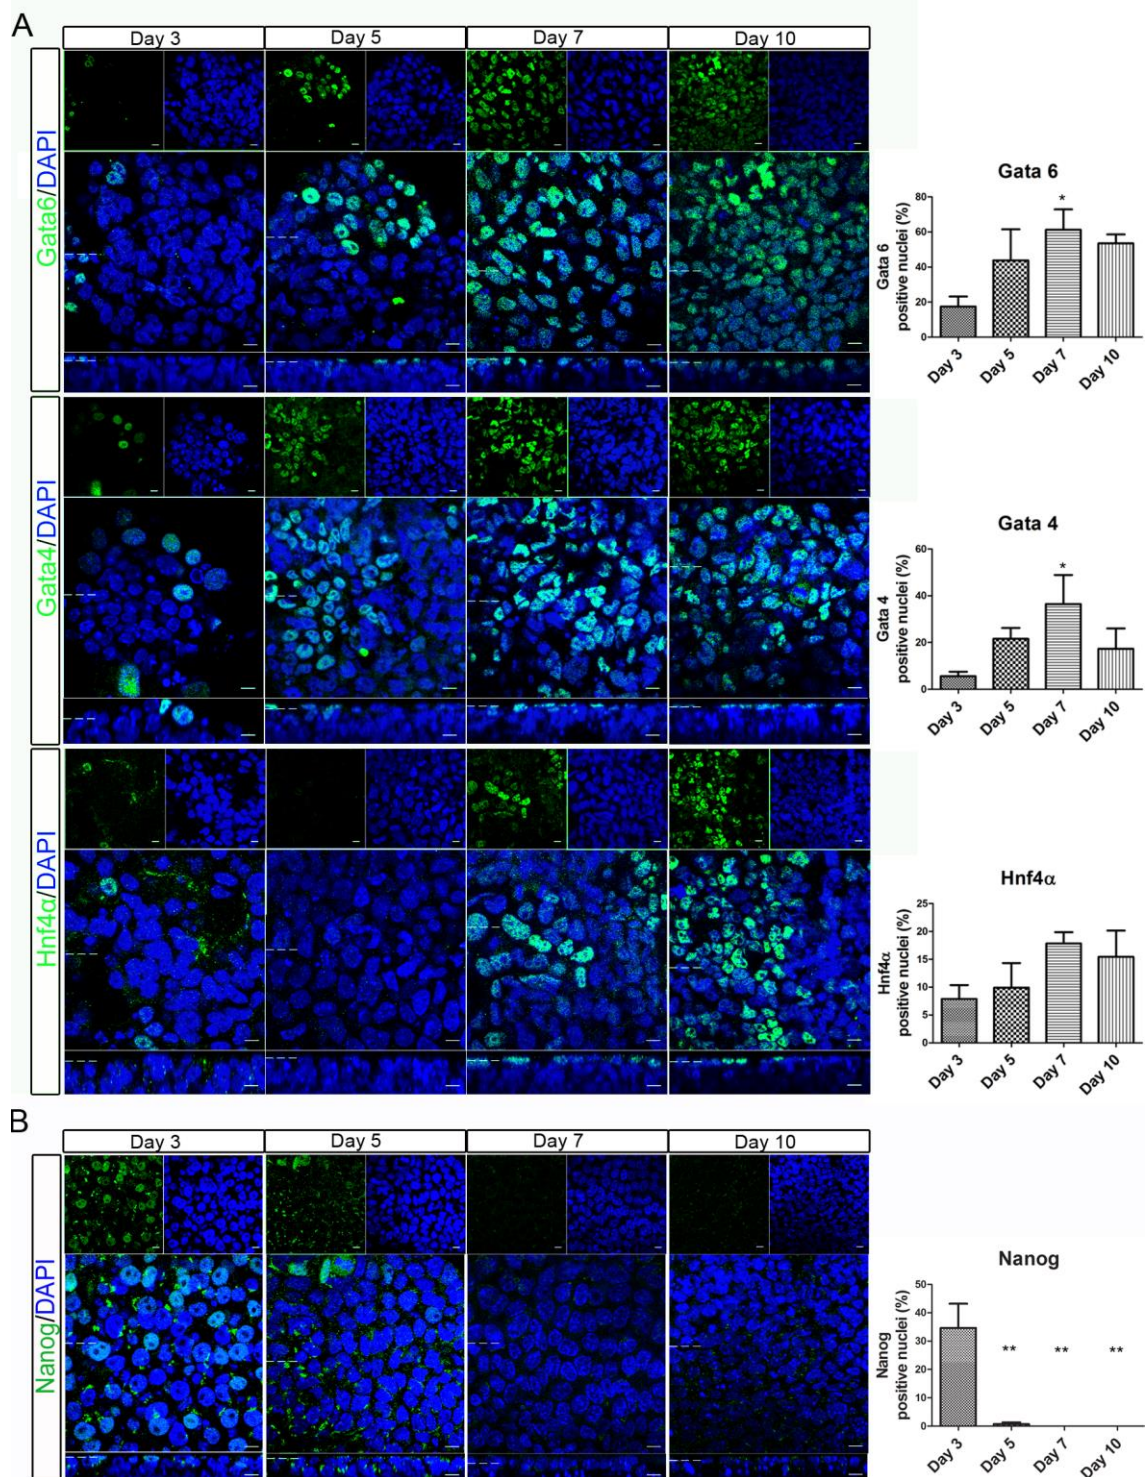 A
Day 3 Day 5 Day 7 Day 10
Gata6/DAPI
Gata 6
Gata 6
positive nuclei (%)
80
60
40
20
0
*
Day 3 Day 5 Day 7 Day 10
Gata4/DAPI
Gata 4
Gata 4
positive nuclei (%)
60
40
20
0
*
Day 3 Day 5 Day 7 Day 10
Hnf4α/DAPI
Hnf4α
Hnf4α
positive nuclei (%)
25
20
15
10
5
0
Day 3 Day 5 Day 7 Day 10
B
Day 3 Day 5 Day 7 Day 10
Nanog/DAPI
Nanog
Nanog
positive nuclei (%)
50
40
30
20
10
0
** ** **
Day 3 Day 5 Day 7 Day 10